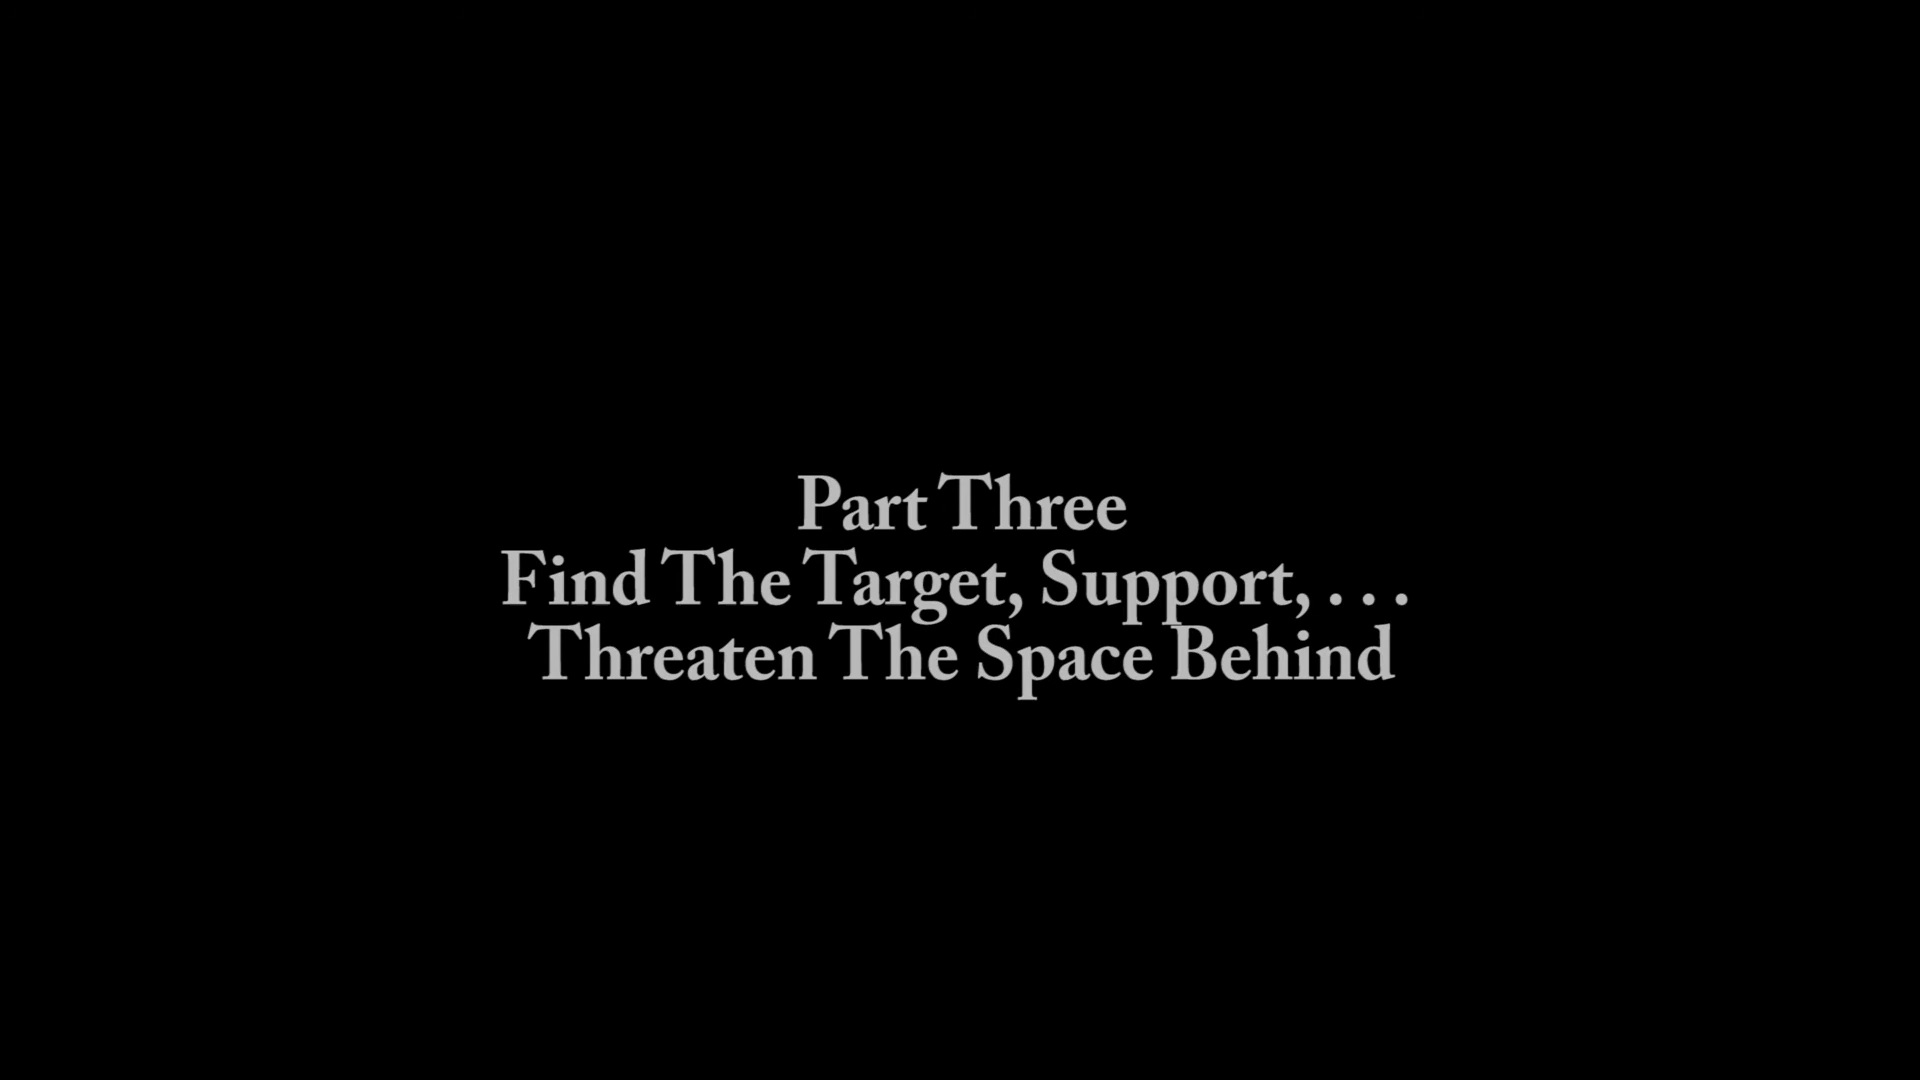 Part Three
Find The Target, Support, . . .
Threaten The Space Behind